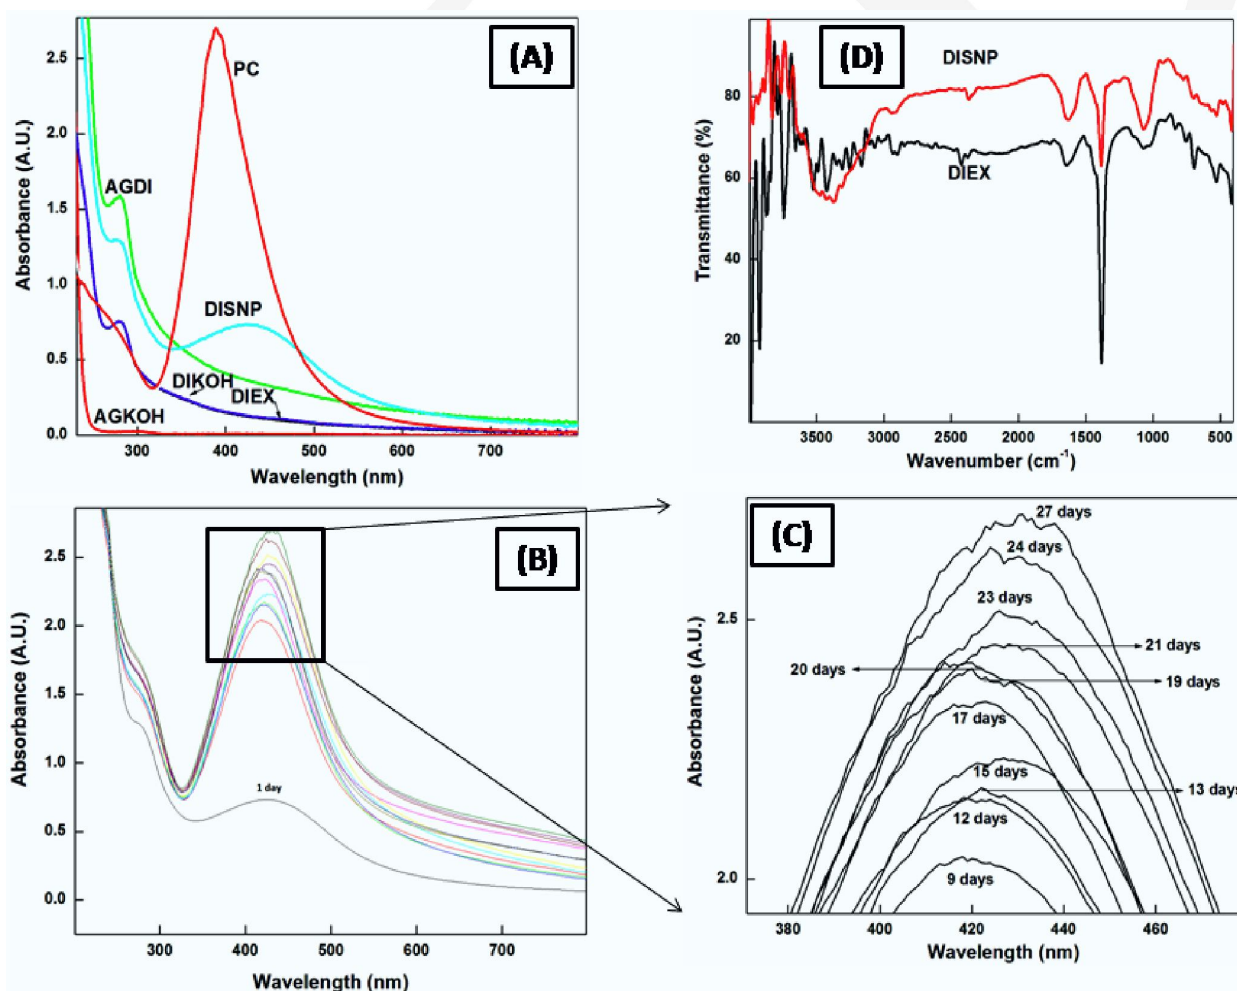 (A)
PC
AGDI
DISNP
DIKOH
DIEX
AGKOH
Absorbance (A.U.)
2.5
2.0
1.5
1.0
0.5
0.0
300 400 500 600 700
Wavelength (nm)
(D)
DISNP
DIEX
Transmittance (%)
80
60
40
20
3500 3000 2500 2000 1500 1000 500
Wavenumber (cm⁻¹)
(B)
1 day
Absorbance (A.U.)
2.5
2.0
1.5
1.0
0.5
0.0
300 400 500 600 700
Wavelength (nm)
(C)
27 days
24 days
23 days
21 days
20 days
19 days
17 days
15 days
13 days
12 days
9 days
Absorbance (A.U.)
2.5
2.0
380 400 420 440 460
Wavelength (nm)